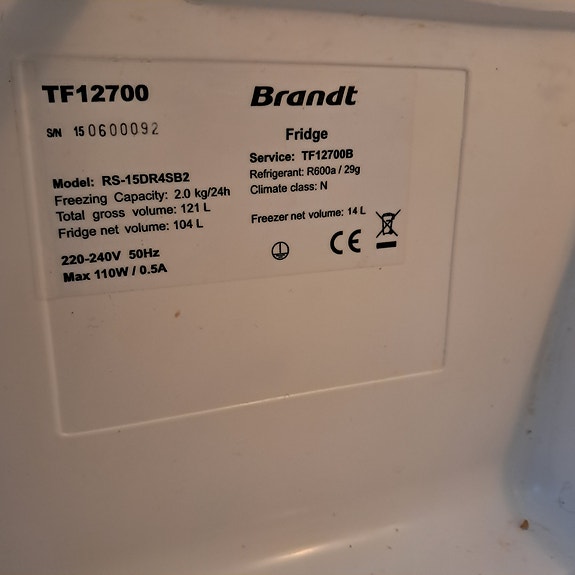 TF12700
Brandt
S/N 150600092
Fridge
Service: TF12700B
Refrigerant: R600a / 29g
Climate class: N
Model: RS-15DR4SB2
Freezing Capacity: 2.0 kg/24h
Total gross volume: 121 L
Fridge net volume: 104 L
Freezer net volume: 14 L
220-240V 50Hz
Max 110W / 0.5A
CE